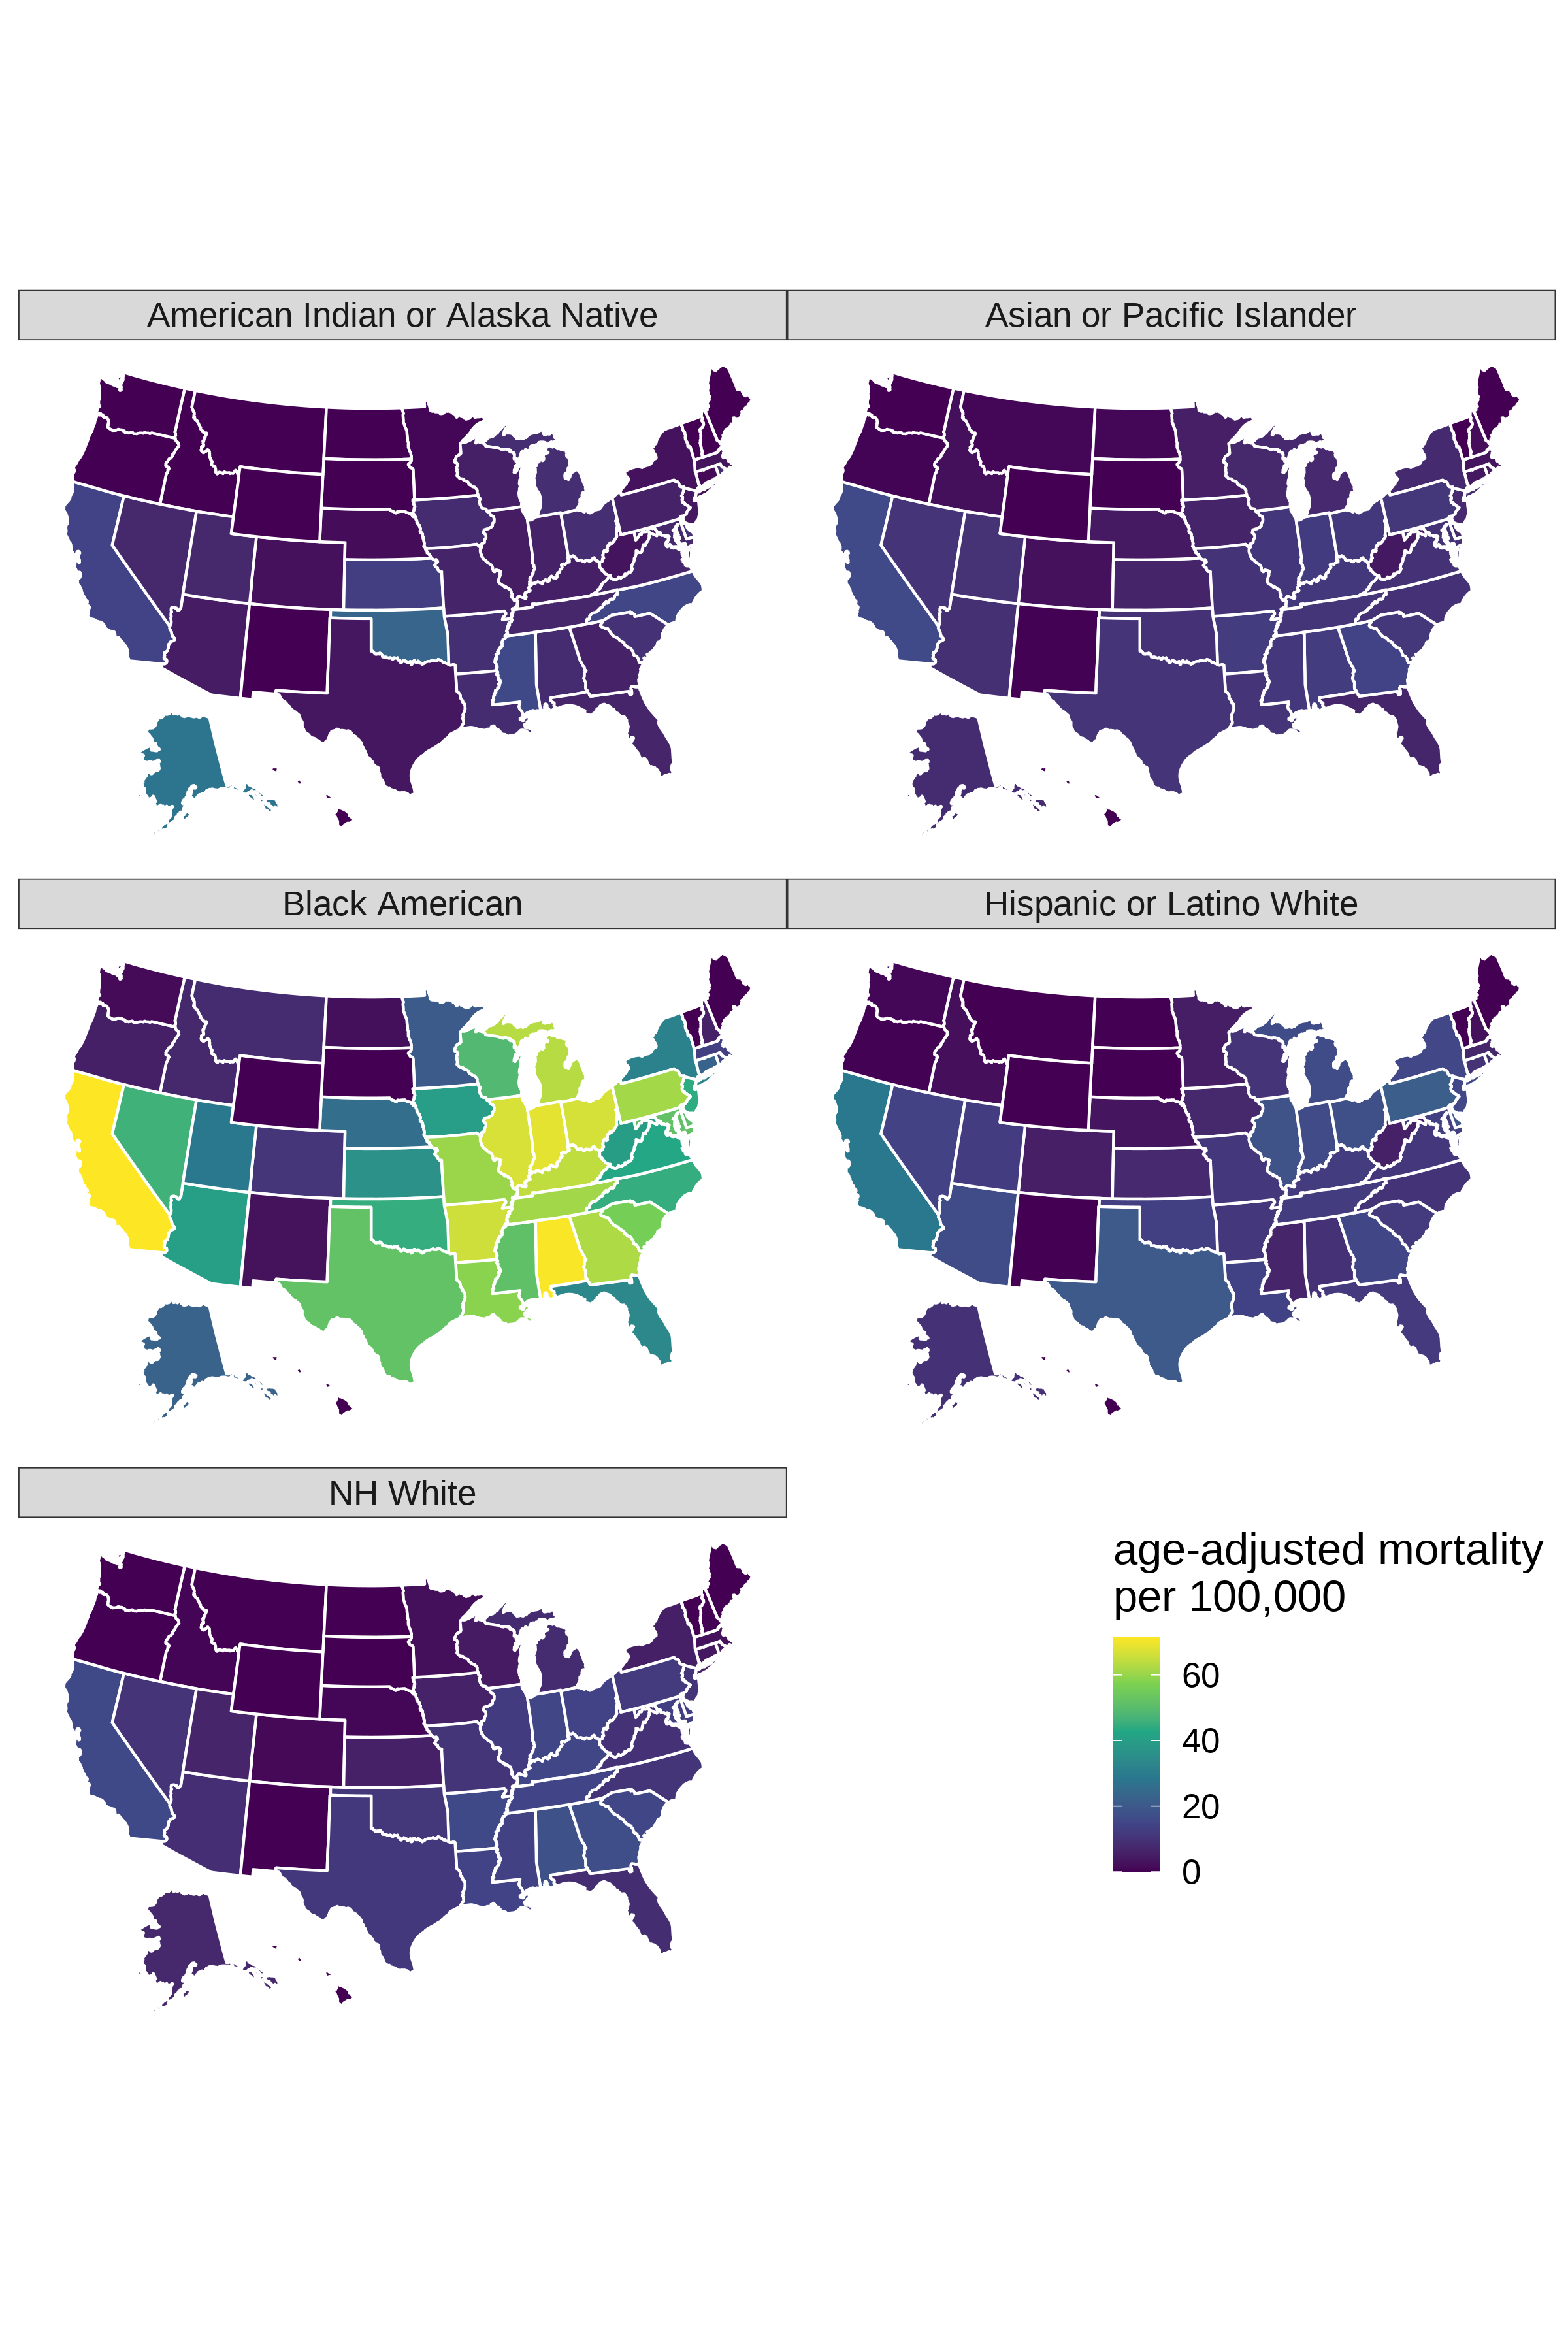 American Indian or Alaska Native
Asian or Pacific Islander
Black American
Hispanic or Latino White
NH White
age-adjusted mortality
per 100,000
60
40
20
0